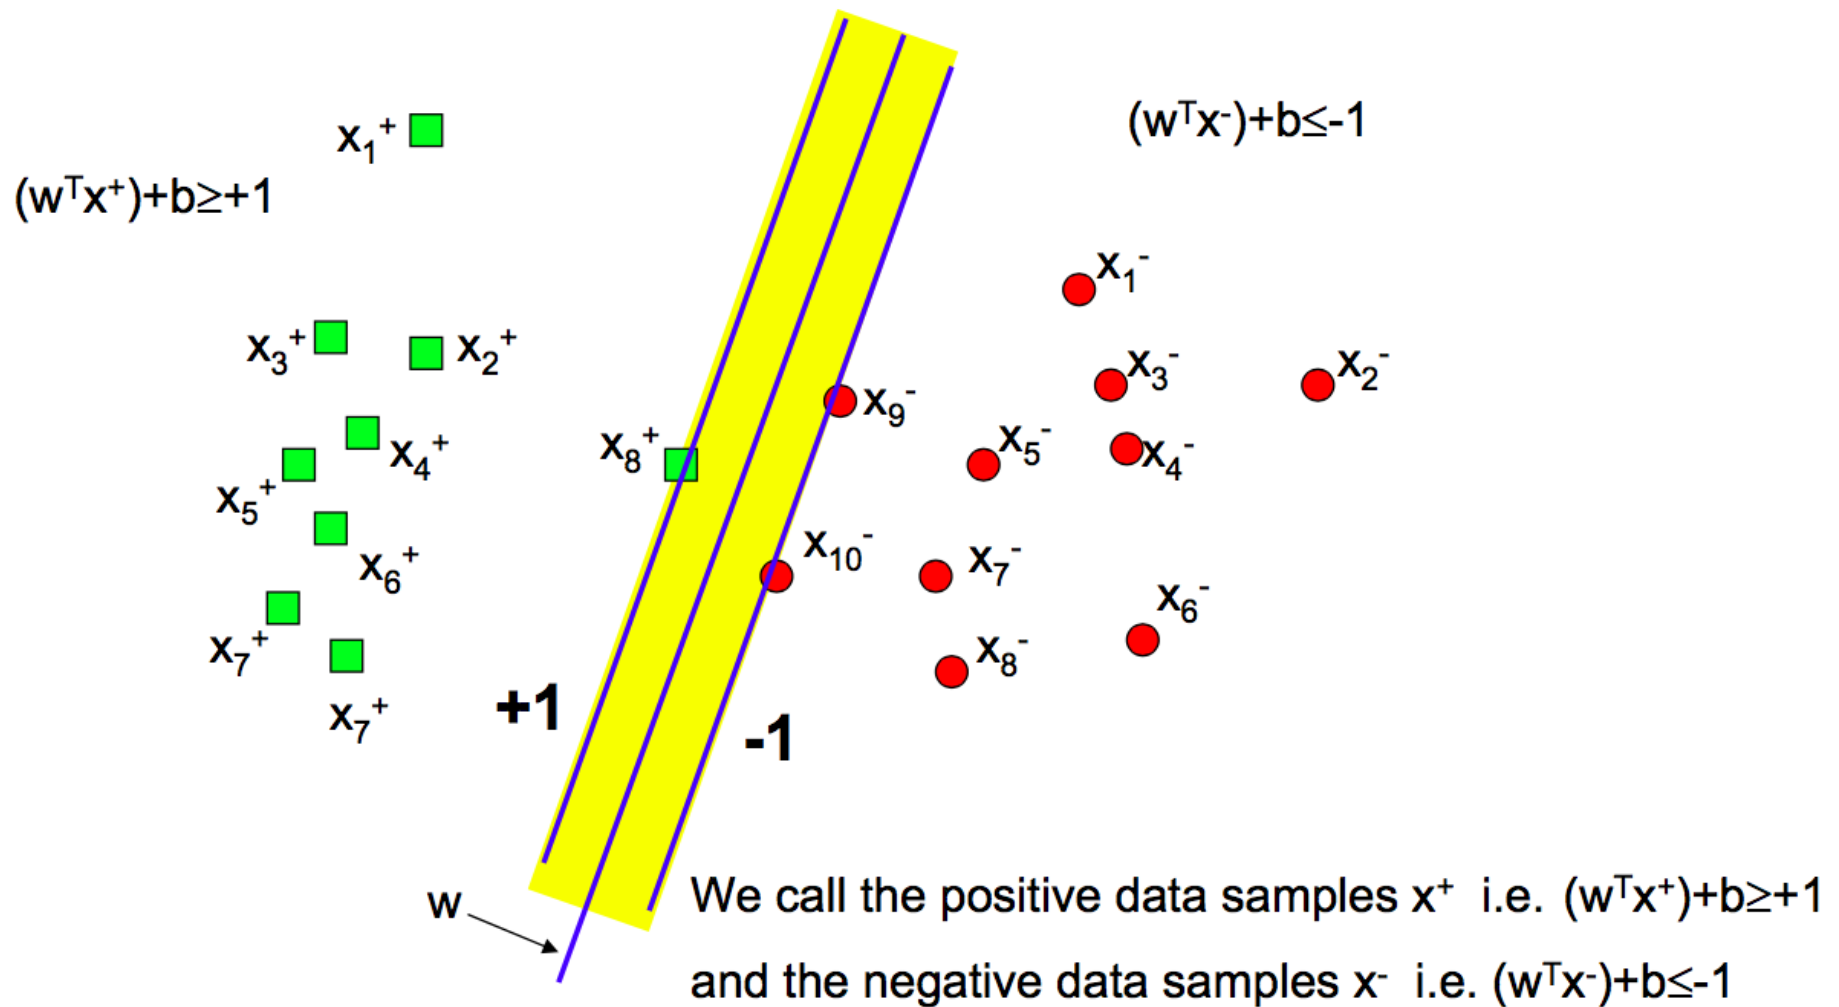 (wᵀx⁻)+b≤-1
x₁⁺
(wᵀx⁺)+b≥+1
x₁⁻
x₃⁺
x₂⁺
x₃⁻
x₂⁻
x₉⁻
x₈⁺
x₄⁺
x₅⁻
x₄⁻
x₅⁺
x₁₀⁻
x₇⁻
x₆⁺
x₆⁻
x₇⁺
x₈⁻
x₇⁺
+1
-1
w
We call the positive data samples x⁺ i.e. (wᵀx⁺)+b≥+1
and the negative data samples x⁻ i.e. (wᵀx⁻)+b≤-1